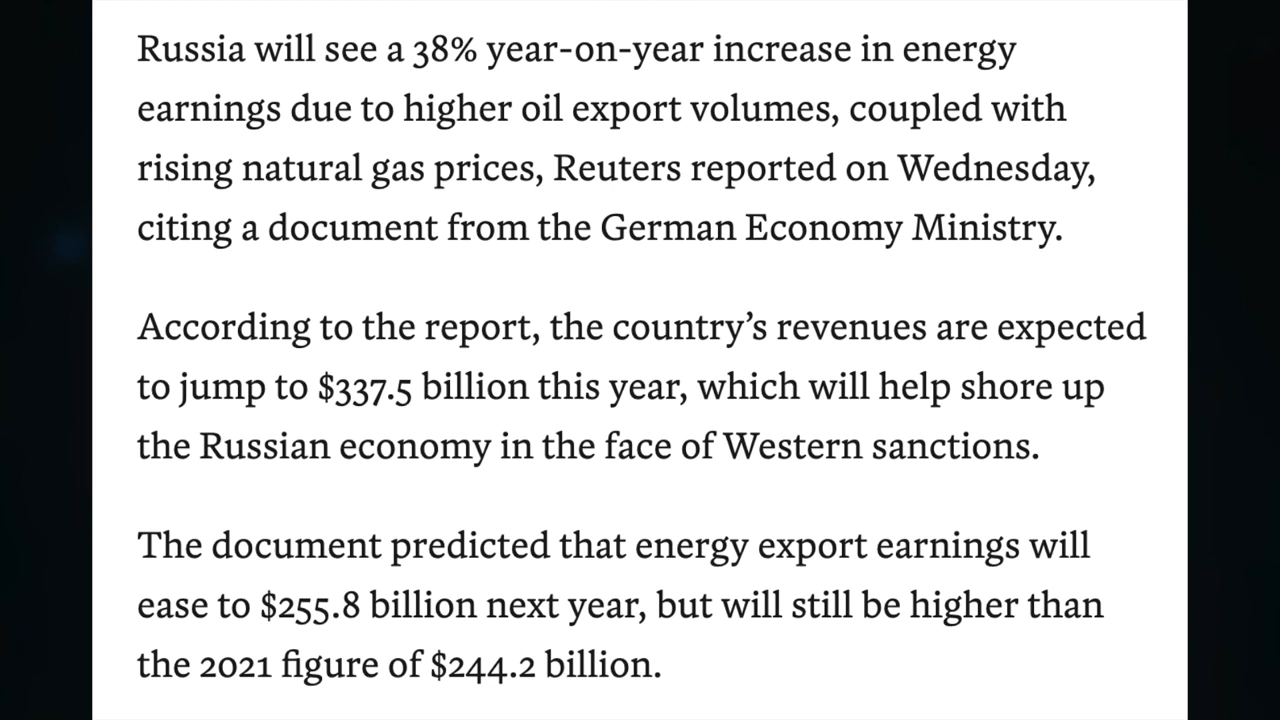 Russia will see a 38% year-on-year increase in energy
earnings due to higher oil export volumes, coupled with
rising natural gas prices, Reuters reported on Wednesday,
citing a document from the German Economy Ministry.
According to the report, the country’s revenues are expected
to jump to $337.5 billion this year, which will help shore up
the Russian economy in the face of Western sanctions.
The document predicted that energy export earnings will
ease to $255.8 billion next year, but will still be higher than
the 2021 figure of $244.2 billion.